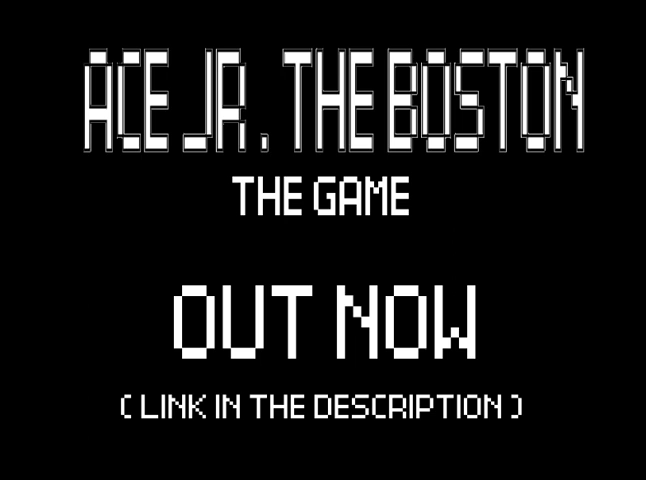 ACE JR. THE BOSTON
THE GAME
OUT NOW
( LINK IN THE DESCRIPTION )